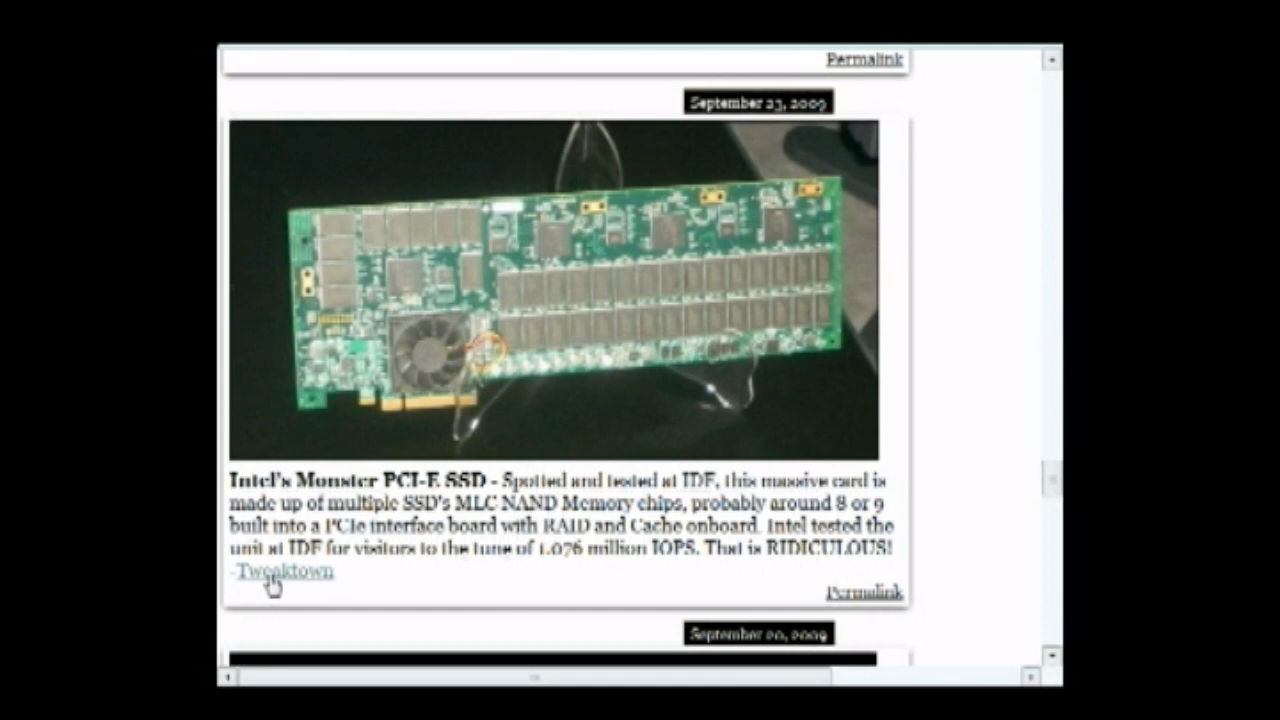 Permalink
September 23, 2009
Intel's Monster PCI-E SSD - Spotted and tested at IDF, this massive card is
made up of multiple SSD's MLC NAND Memory chips, probably around 8 or 9
built into a PCIe interface board with RAID and Cache onboard. Intel tested the
unit at IDF for visitors to the tune of 1.076 million IOPS. That is RIDICULOUS!
-Tweaktown
Permalink
September 20, 2009